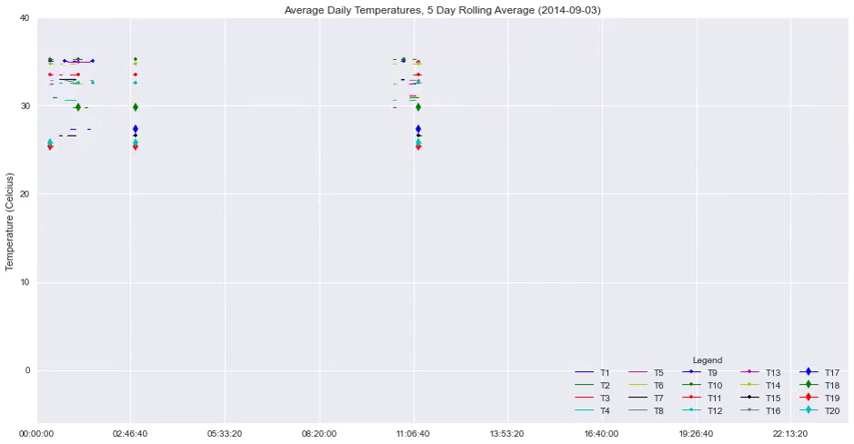 Average Daily Temperatures, 5 Day Rolling Average (2014-09-03)
40
30
20
10
0
Temperature (Celcius)
Legend
T1 T5 T9 T13 T17
T2 T6 T10 T14 T18
T3 T7 T11 T15 T19
T4 T8 T12 T16 T20
00:00:00 02:46:40 05:33:20 08:20:00 11:06:40 13:53:20 16:40:00 19:26:40 22:13:20